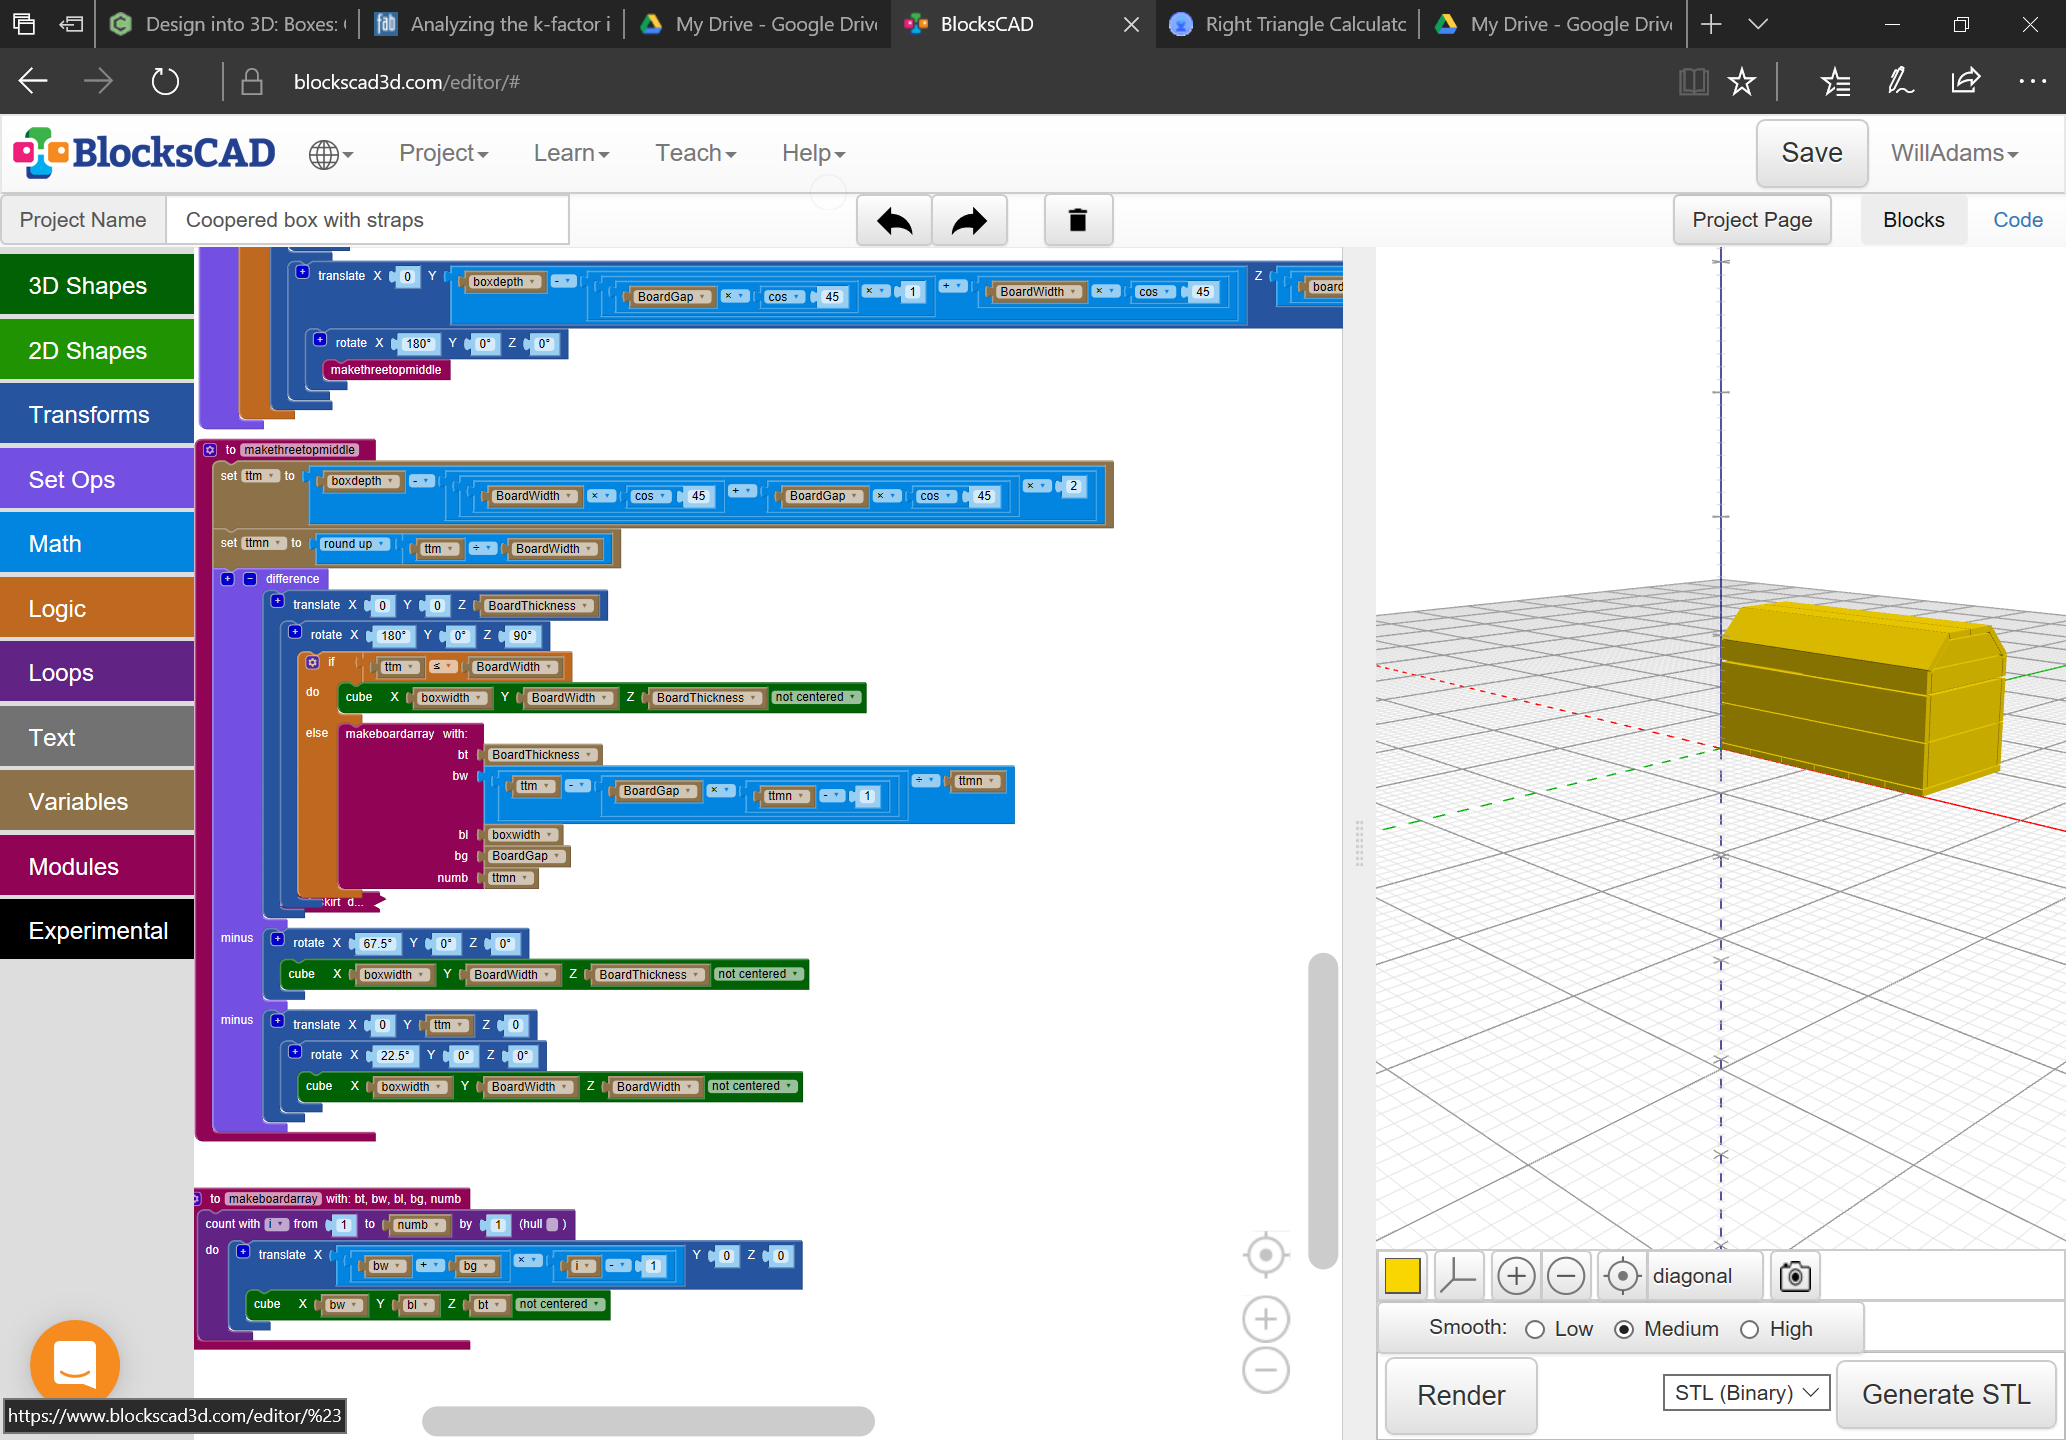 Design into 3D: Boxes:
Analyzing the k-factor i
My Drive - Google Drive
BlocksCAD
Right Triangle Calculatc
My Drive - Google Drive
blockscad3d.com/editor/#
BlocksCAD
Project
Learn
Teach
Help
Save
WillAdams
Project Name
Coopered box with straps
Project Page
Blocks
Code
3D Shapes
2D Shapes
Transforms
Set Ops
Math
Logic
Loops
Text
Variables
Modules
Experimental
translate X 0 Y boxdepth - BoardGap × cos 45 × 1 + BoardWidth × cos 45 Z board
rotate X 180° Y 0° Z 0°
makethreetopmiddle
to makethreetopmiddle
set ttm to boxdepth - BoardWidth × cos 45 + BoardGap × cos 45 × 2
set ttmn to round up ttm ÷ BoardWidth
+ - difference
translate X 0 Y 0 Z BoardThickness
rotate X 180° Y 0° Z 90°
if ttm ≤ BoardWidth
do cube X boxwidth Y BoardWidth Z BoardThickness not centered
else makeboardarray with:
bt BoardThickness
bw ttm - BoardGap × ttmn - 1 ÷ ttmn
bl boxwidth
bg BoardGap
numb ttmn
kirt d...
minus rotate X 67.5° Y 0° Z 0°
cube X boxwidth Y BoardWidth Z BoardThickness not centered
minus translate X 0 Y ttm Z 0
rotate X 22.5° Y 0° Z 0°
cube X boxwidth Y BoardWidth Z BoardWidth not centered
to makeboardarray with: bt, bw, bl, bg, numb
count with i from 1 to numb by 1 (hull )
do translate X bw + bg × i - 1 Y 0 Z 0
cube X bw Y bl Z bt not centered
diagonal
Smooth: Low Medium High
Render
STL (Binary)
Generate STL
https://www.blockscad3d.com/editor/%23